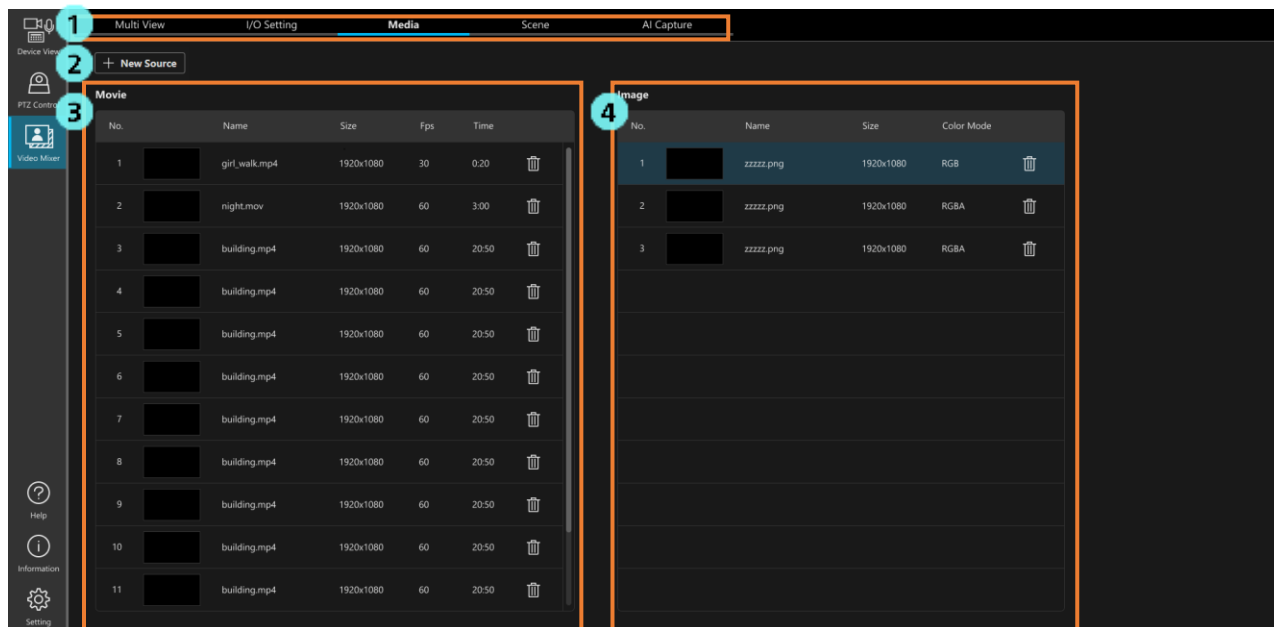 1
Multi View I/O Setting Media Scene AI Capture
Device View
2
+ New Source
PTZ Contro
3
Movie
No. Name Size Fps Time
Video Mixer
1 girl_walk.mp4 1920x1080 30 0:20
2 night.mov 1920x1080 60 3:00
3 building.mp4 1920x1080 60 20:50
4 building.mp4 1920x1080 60 20:50
5 building.mp4 1920x1080 60 20:50
6 building.mp4 1920x1080 60 20:50
7 building.mp4 1920x1080 60 20:50
8 building.mp4 1920x1080 60 20:50
9 building.mp4 1920x1080 60 20:50
10 building.mp4 1920x1080 60 20:50
11 building.mp4 1920x1080 60 20:50
4
Image
No. Name Size Color Mode
1 zzzzz.png 1920x1080 RGB
2 zzzzz.png 1920x1080 RGBA
3 zzzzz.png 1920x1080 RGBA
?
Help
i
Information
Setting